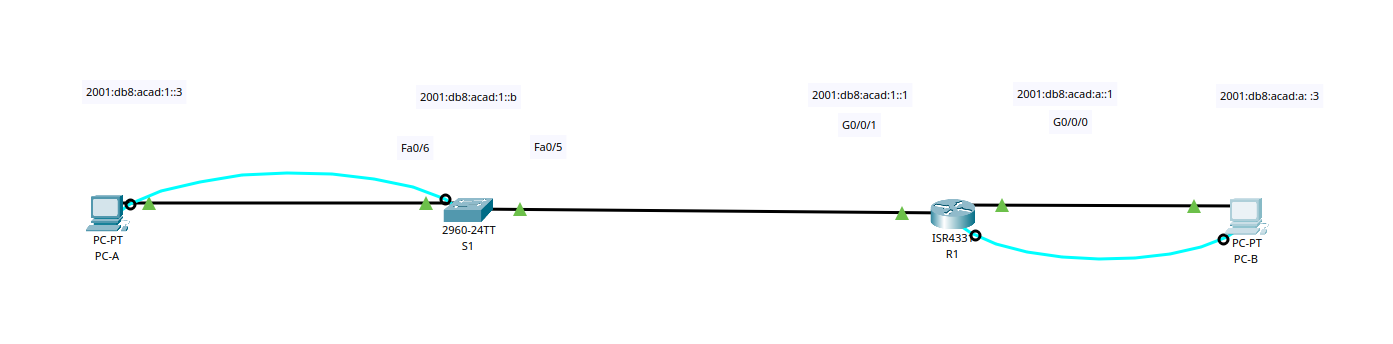 2001:db8:acad:1::3
2001:db8:acad:1::b
2001:db8:acad:1::1
2001:db8:acad:a::1
2001:db8:acad:a: :3
G0/0/1
G0/0/0
Fa0/6
Fa0/5
PC-PT
PC-A
2960-24TT
S1
ISR4331
R1
PC-PT
PC-B